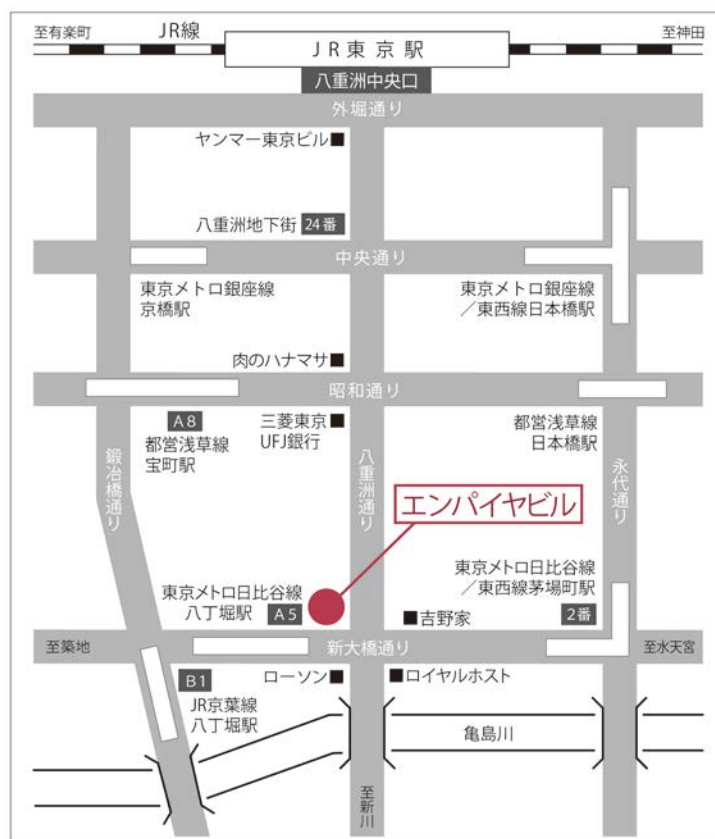 至有楽町
JR線
JR東京駅
至神田
八重洲中央口
外堀通り
ヤンマー東京ビル
八重洲地下街
24番
中央通り
東京メトロ銀座線
京橋駅
東京メトロ銀座線
／東西線日本橋駅
肉のハナマサ
昭和通り
A8
都営浅草線
宝町駅
三菱東京
UFJ銀行
都営浅草線
日本橋駅
鍛冶橋通り
八重洲通り
永代通り
エンパイヤビル
東京メトロ日比谷線
八丁堀駅
A5
東京メトロ日比谷線
／東西線茅場町駅
2番
吉野家
至築地
新大橋通り
至水天宮
B1
JR京葉線
八丁堀駅
ローソン
ロイヤルホスト
亀島川
至新川